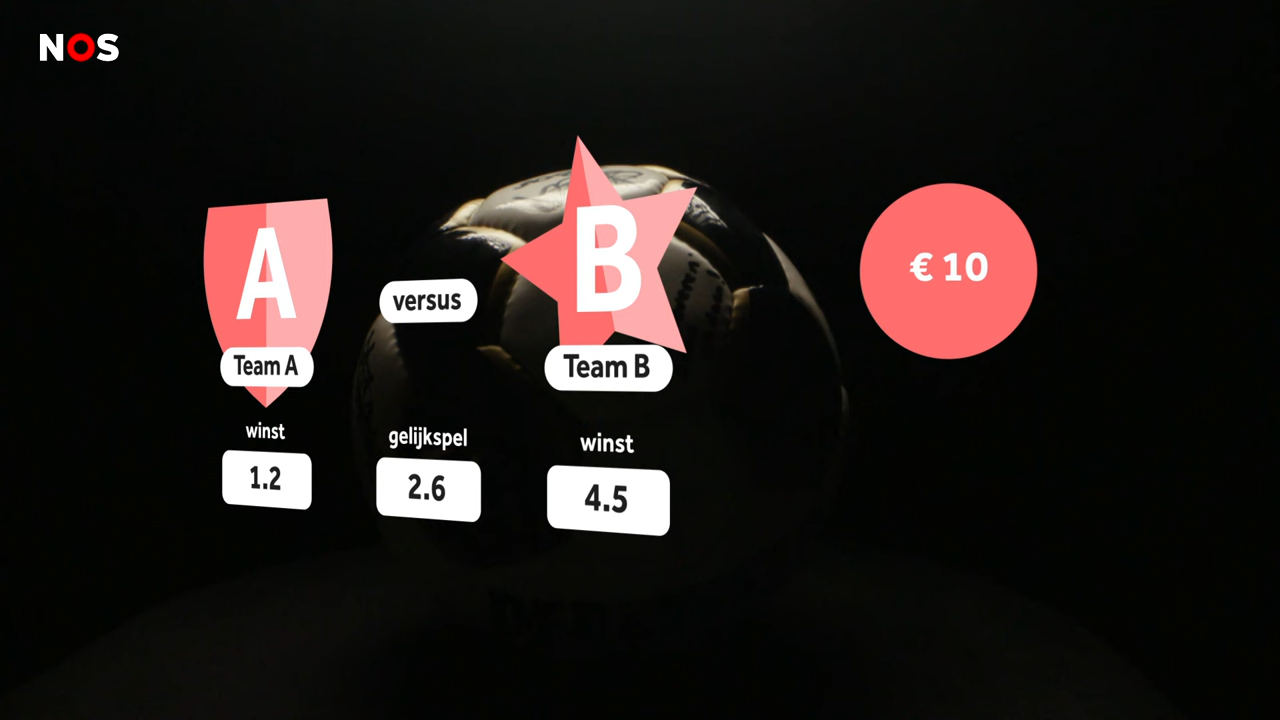 NOS
A
B
€ 10
versus
Team A
Team B
winst
gelijkspel
winst
1.2
2.6
4.5